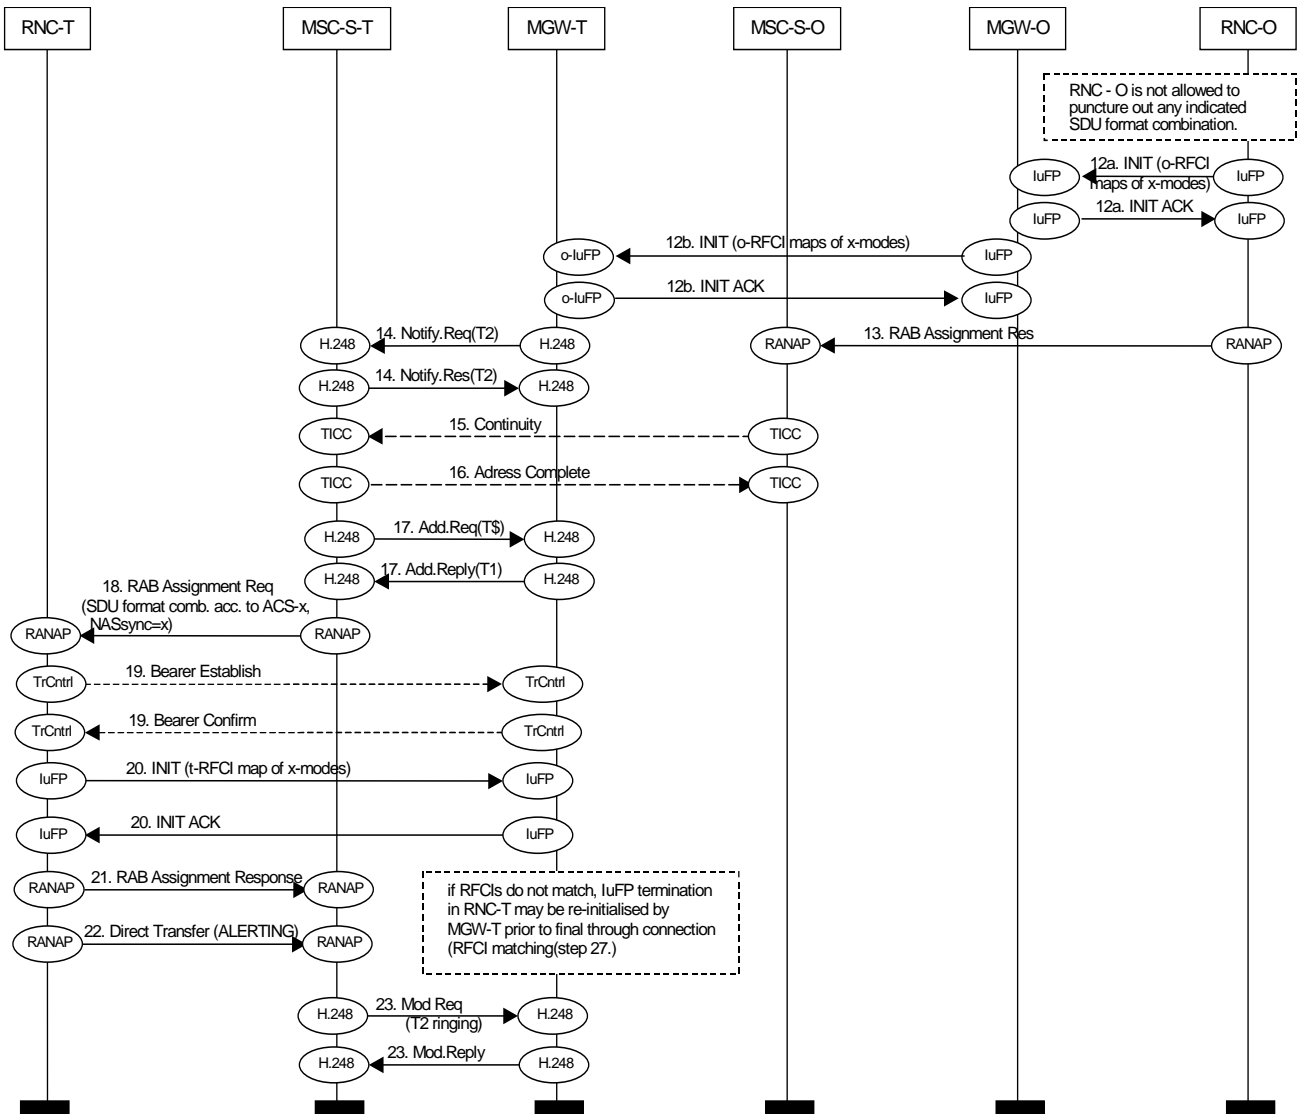 RNC-T
MSC-S-T
MGW-T
MSC-S-O
MGW-O
RNC-O
RNC - O is not allowed to
puncture out any indicated
SDU format combination.
IuFP
12a. INIT (o-RFCI
maps of x-modes)
IuFP
IuFP
12a. INIT ACK
IuFP
o-IuFP
12b. INIT (o-RFCI maps of x-modes)
IuFP
o-IuFP
12b. INIT ACK
IuFP
H.248
14. Notify.Req(T2)
H.248
RANAP
13. RAB Assignment Res
RANAP
H.248
14. Notify.Res(T2)
H.248
TICC
15. Continuity
TICC
TICC
16. Adress Complete
TICC
H.248
17. Add.Req(T$)
H.248
H.248
17. Add.Reply(T1)
H.248
18. RAB Assignment Req
(SDU format comb. acc. to ACS-x,
NASsync=x)
RANAP
RANAP
TrCntrl
19. Bearer Establish
TrCntrl
TrCntrl
19. Bearer Confirm
TrCntrl
IuFP
20. INIT (t-RFCI map of x-modes)
IuFP
IuFP
20. INIT ACK
IuFP
RANAP
21. RAB Assignment Response
RANAP
RANAP
22. Direct Transfer (ALERTING)
RANAP
if RFCIs do not match, IuFP termination
in RNC-T may be re-initialised by
MGW-T prior to final through connection
(RFCI matching(step 27.)
H.248
23. Mod Req
(T2 ringing)
H.248
H.248
23. Mod.Reply
H.248